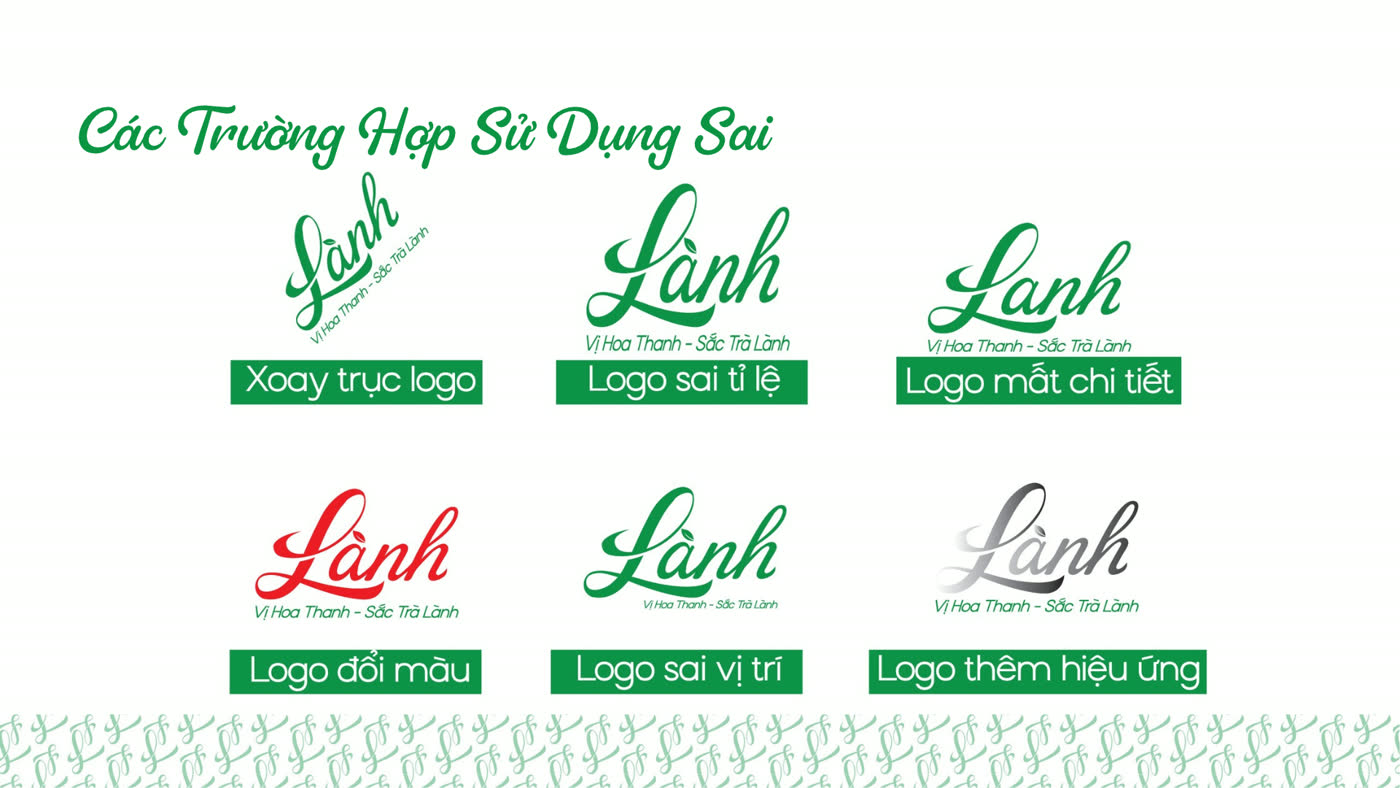 Các Trường Hợp Sử Dụng Sai
Lành
Vị Hoa Thanh - Sắc Trà Lành
Xoay trục logo
Lành
Vị Hoa Thanh - Sắc Trà Lành
Logo sai tỉ lệ
Lanh
Vị Hoa Thanh - Sắc Trà Lành
Logo mất chi tiết
Lành
Vị Hoa Thanh - Sắc Trà Lành
Logo đổi màu
Lành
Vị Hoa Thanh - Sắc Trà Lành
Logo sai vị trí
Lành
Vị Hoa Thanh - Sắc Trà Lành
Logo thêm hiệu ứng